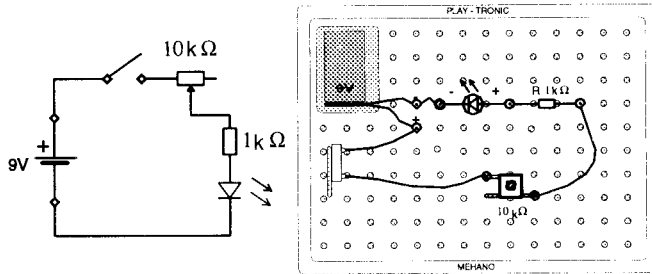 10kΩ
1kΩ
+
9V
PLAY - TRONIC
9V
- +
R 1kΩ
- 
+
10kΩ
MEHANO